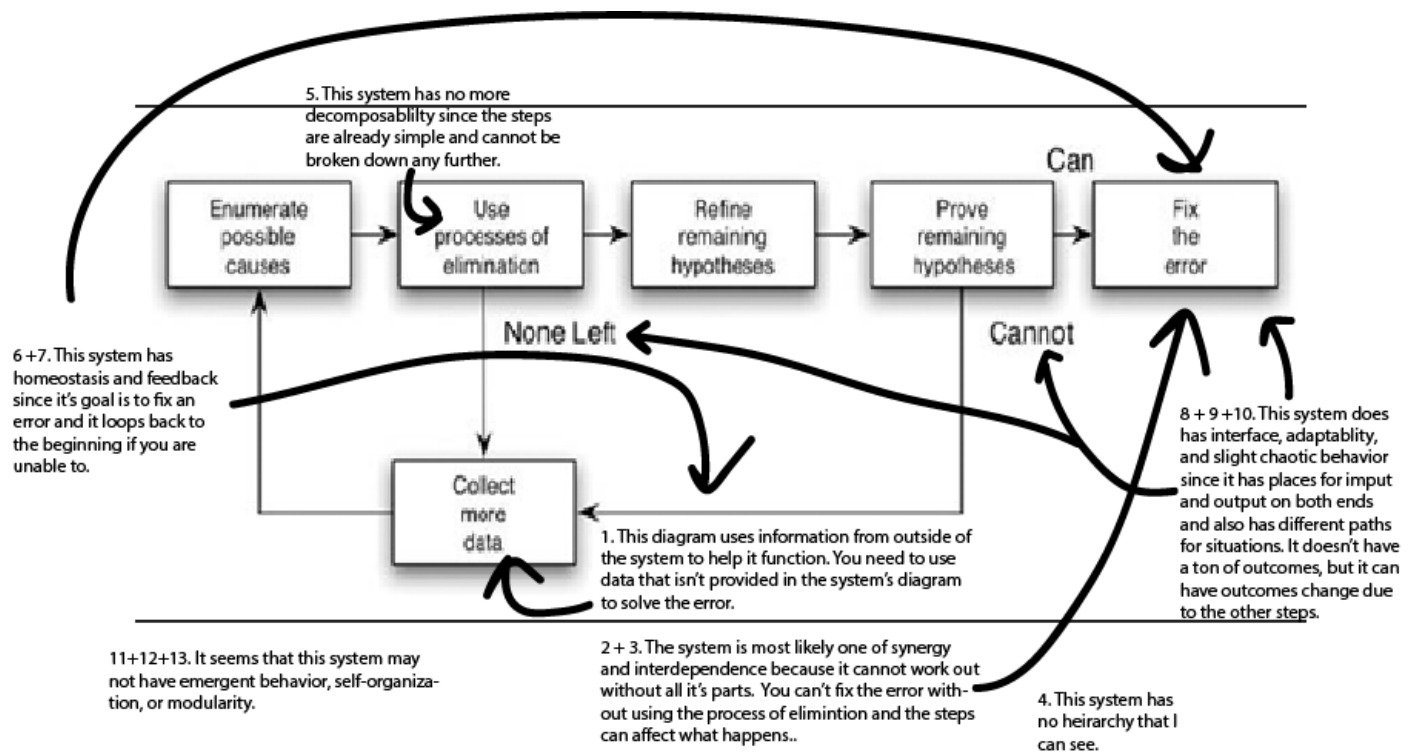 5. This system has no more
decomposablilty since the steps
are already simple and cannot be
broken down any further.
Can
Enumerate
possible
causes
Use
processes of
elimination
Refine
remaining
hypotheses
Prove
remaining
hypotheses
Fix
the
error
None Left
Cannot
6 +7. This system has
homeostasis and feedback
since it's goal is to fix an
error and it loops back to
the beginning if you are
unable to.
8 + 9 +10. This system does
has interface, adaptablity,
and slight chaotic behavior
since it has places for imput
and output on both ends
and also has different paths
for situations. It doesn't have
a ton of outcomes, but it can
have outcomes change due
to the other steps.
Collect
more
data
1. This diagram uses information from outside of
the system to help it function. You need to use
data that isn't provided in the system's diagram
to solve the error.
11+12+13. It seems that this system may
not have emergent behavior, self-organiza-
tion, or modularity.
2 + 3. The system is most likely one of synergy
and interdependence because it cannot work out
without all it's parts. You can't fix the error with-
out using the process of elimintion and the steps
can affect what happens..
4. This system has
no heirarchy that I
can see.